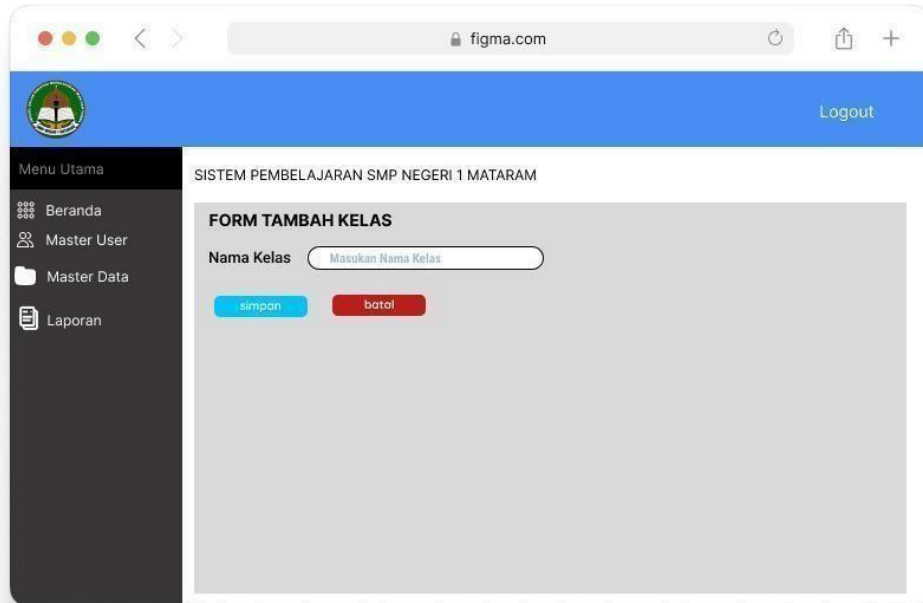 figma.com
Logout
Menu Utama
SISTEM PEMBELAJARAN SMP NEGERI 1 MATARAM
Beranda
Master User
Master Data
Laporan
FORM TAMBAH KELAS
Nama Kelas Masukan Nama Kelas
simpan batal